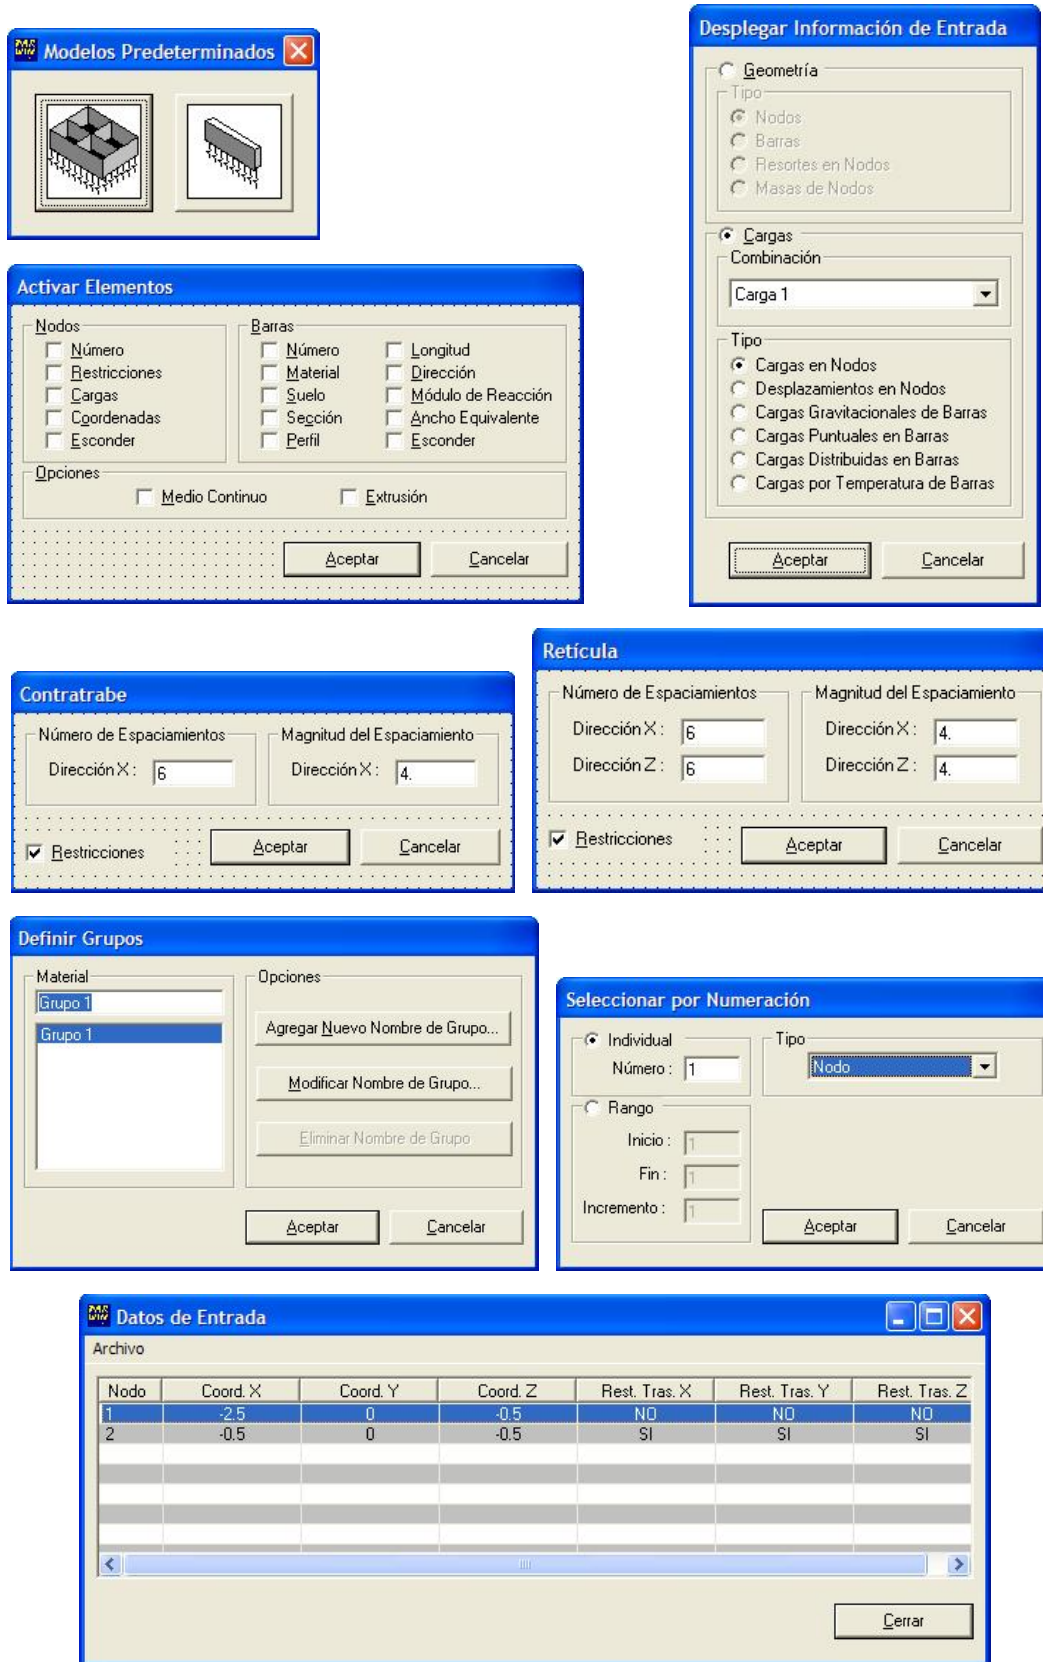 Modelos Predeterminados
Desplegar Información de Entrada
Geometría
Tipo
Nodos
Barras
Resortes en Nodos
Masas de Nodos
Cargas
Combinación
Carga 1
Tipo
Cargas en Nodos
Desplazamientos en Nodos
Cargas Gravitacionales de Barras
Cargas Puntuales en Barras
Cargas Distribuidas en Barras
Cargas por Temperatura de Barras
Aceptar Cancelar
Activar Elementos
Nodos
Número
Restricciones
Cargas
Coordenadas
Esconder
Barras
Número Longitud
Material Dirección
Suelo Módulo de Reacción
Sección Ancho Equivalente
Perfil Esconder
Opciones
Medio Continuo Extrusión
Aceptar Cancelar
Contratrabe
Número de Espaciamientos Magnitud del Espaciamiento
Dirección X : 6 Dirección X : 4.
Restricciones Aceptar Cancelar
Retícula
Número de Espaciamientos Magnitud del Espaciamiento
Dirección X : 6 Dirección X : 4.
Dirección Z : 6 Dirección Z : 4.
Restricciones Aceptar Cancelar
Definir Grupos
Material
Grupo 1
Grupo 1
Opciones
Agregar Nuevo Nombre de Grupo...
Modificar Nombre de Grupo...
Eliminar Nombre de Grupo
Aceptar Cancelar
Seleccionar por Numeración
Individual
Número : 1
Tipo
Nodo
Rango
Inicio : 1
Fin : 1
Incremento : 1
Aceptar Cancelar
Datos de Entrada
Archivo
Nodo Coord. X Coord. Y Coord. Z Rest. Tras. X Rest. Tras. Y Rest. Tras. Z
1 -2.5 0 -0.5 NO NO NO
2 -0.5 0 -0.5 SI SI SI
Cerrar